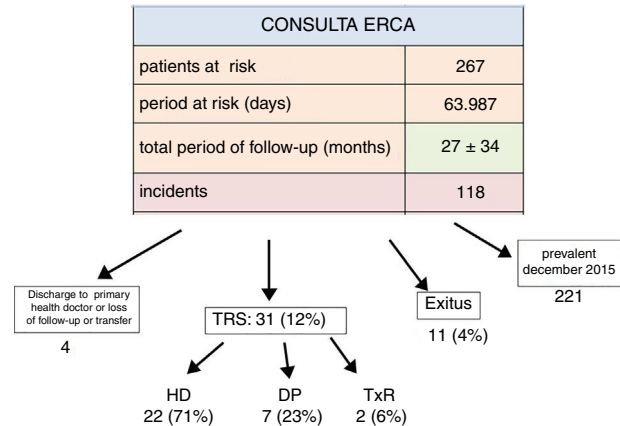 CONSULTA ERCA
patients at risk 267
period at risk (days) 63.987
total period of follow-up (months) 27 ± 34
incidents 118
Discharge to primary
health doctor or loss
of follow-up or transfer
4
TRS: 31 (12%)
Exitus
11 (4%)
prevalent
december 2015
221
HD
22 (71%)
DP
7 (23%)
TxR
2 (6%)